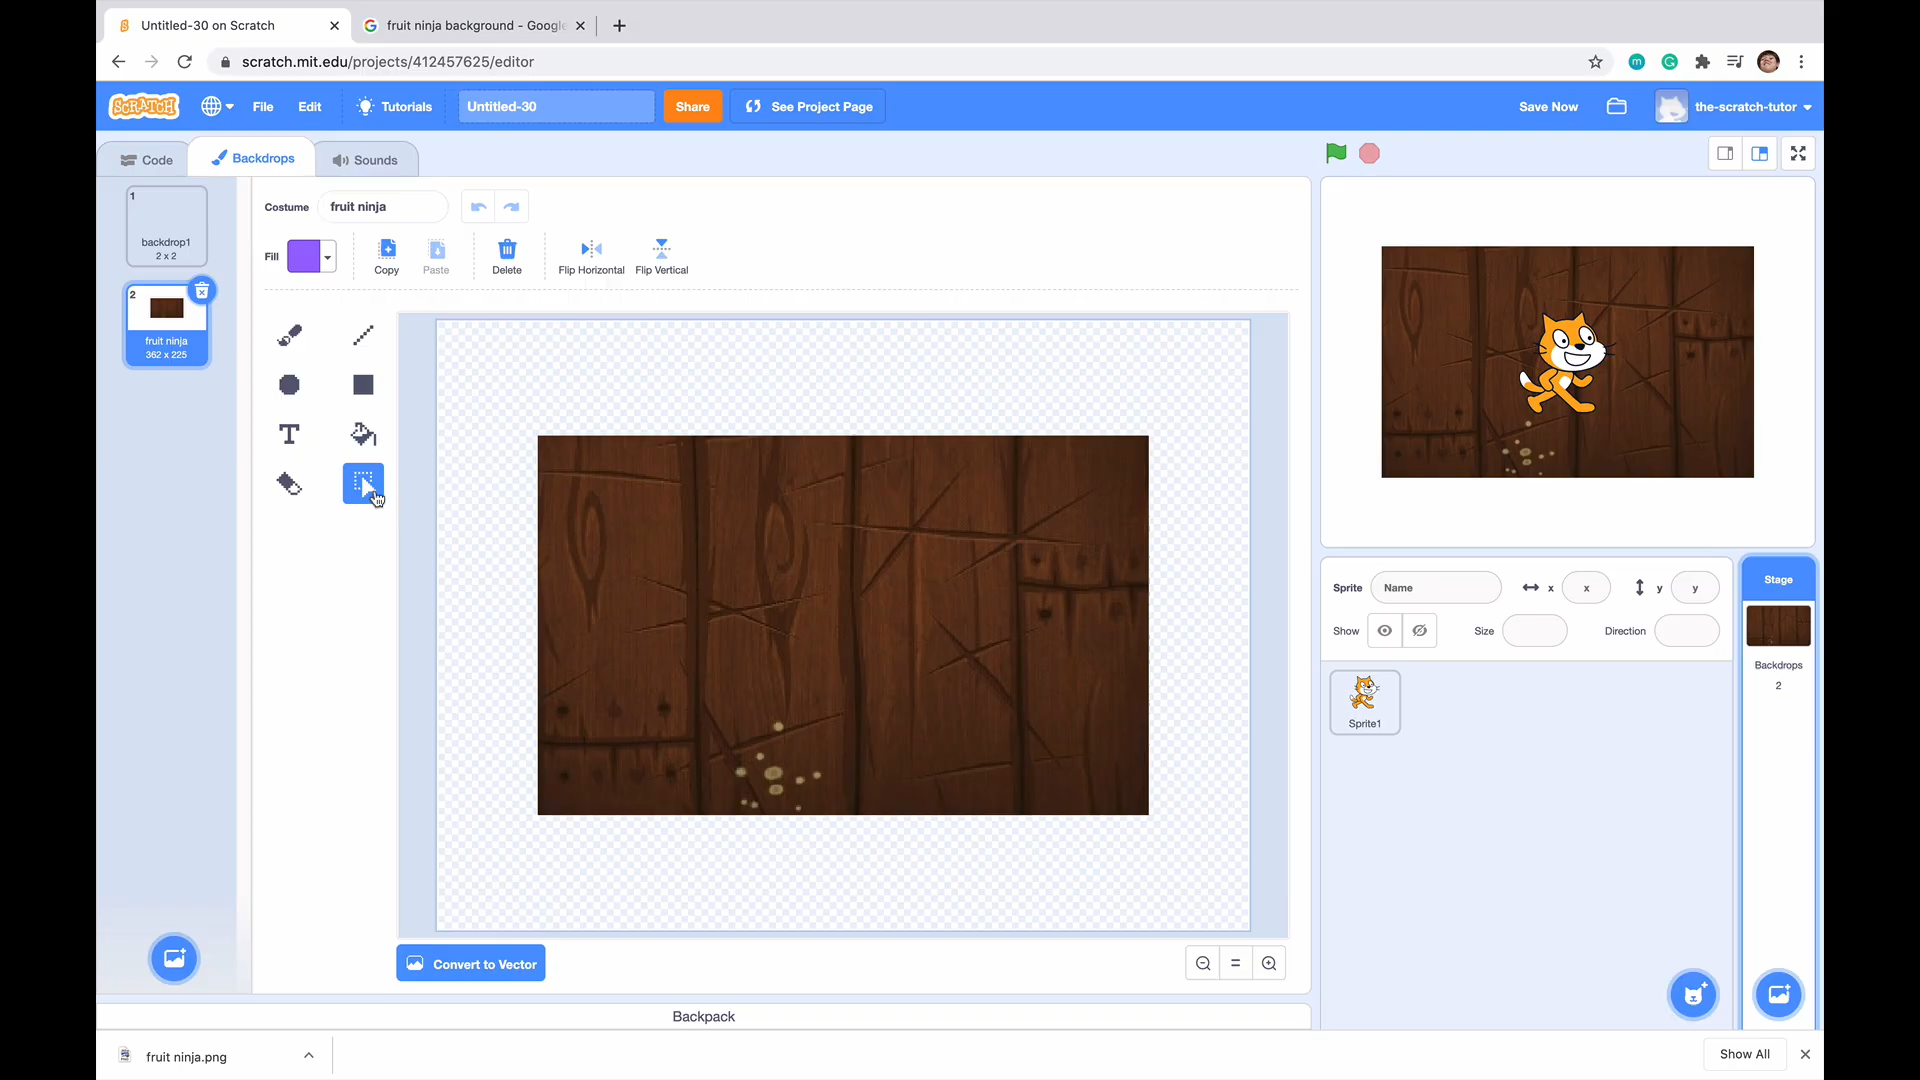 Untitled-30 on Scratch
fruit ninja background - Google
scratch.mit.edu/projects/412457625/editor
SCRATCH File Edit Tutorials Untitled-30 Share See Project Page Save Now the-scratch-tutor
Code Backdrops Sounds
1
backdrop1
2 x 2
2
fruit ninja
362 x 225
Costume fruit ninja
Fill Copy Paste Delete Flip Horizontal Flip Vertical
T
Convert to Vector
Backpack
Sprite Name x x y y
Show Size Direction
Sprite1
Stage
Backdrops
2
fruit ninja.png
Show All